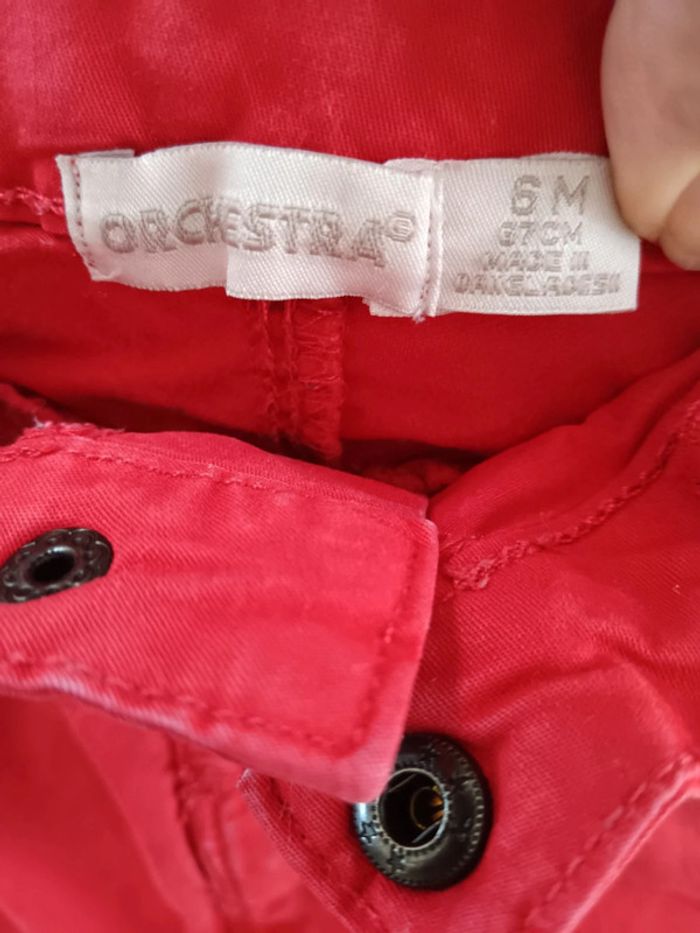 ORCHESTRA®
6 M
67CM
MADE IN
BANGLADESH